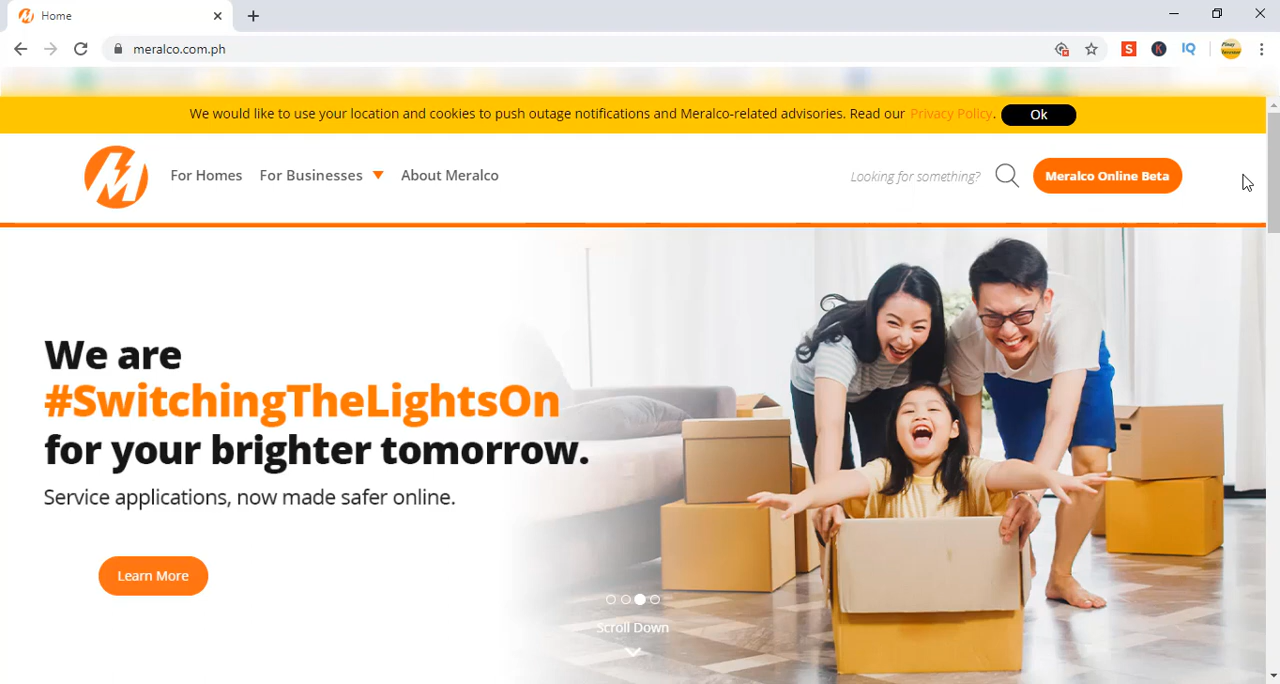 Home
meralco.com.ph
S K IQ
We would like to use your location and cookies to push outage notifications and Meralco-related advisories. Read our Privacy Policy. Ok
For Homes For Businesses About Meralco Looking for something? Meralco Online Beta
We are
#SwitchingTheLightsOn
for your brighter tomorrow.
Service applications, now made safer online.
Learn More
Scroll Down